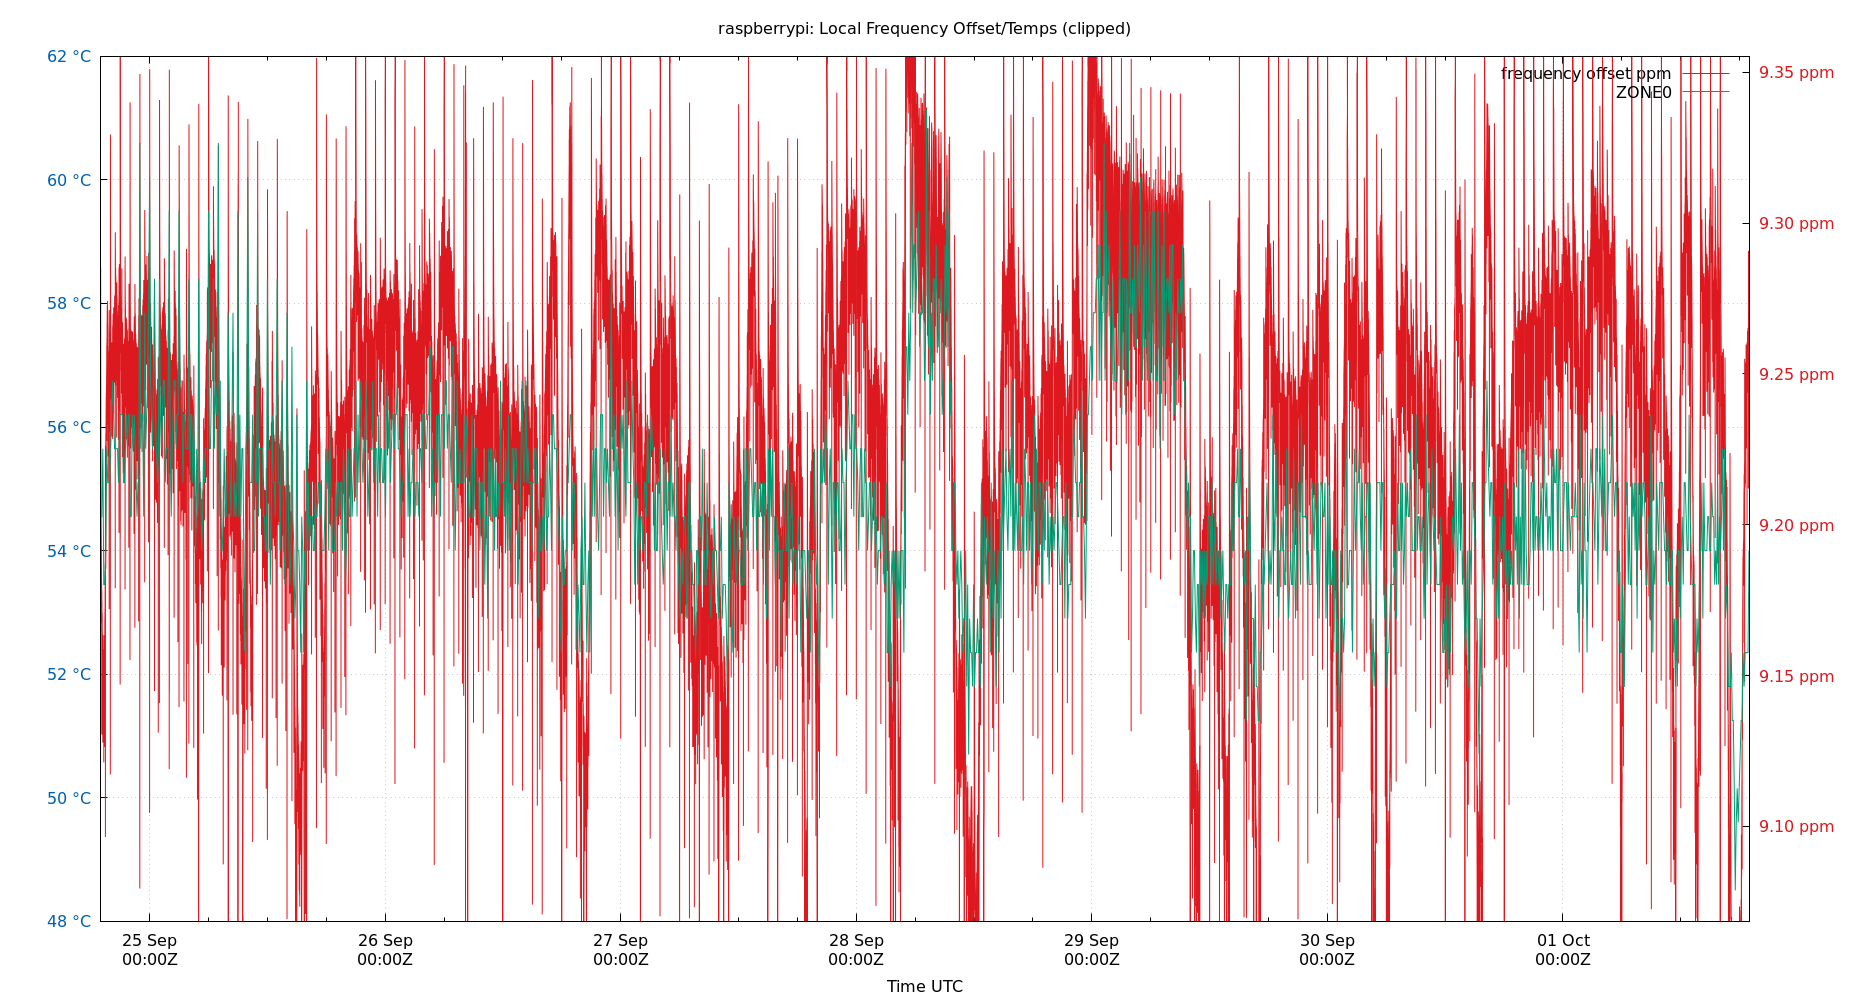 raspberrypi: Local Frequency Offset/Temps (clipped)
62 °C
60 °C
58 °C
56 °C
54 °C
52 °C
50 °C
48 °C
frequency offset ppm
ZONE0
9.35 ppm
9.30 ppm
9.25 ppm
9.20 ppm
9.15 ppm
9.10 ppm
25 Sep
00:00Z
26 Sep
00:00Z
27 Sep
00:00Z
28 Sep
00:00Z
29 Sep
00:00Z
30 Sep
00:00Z
01 Oct
00:00Z
Time UTC